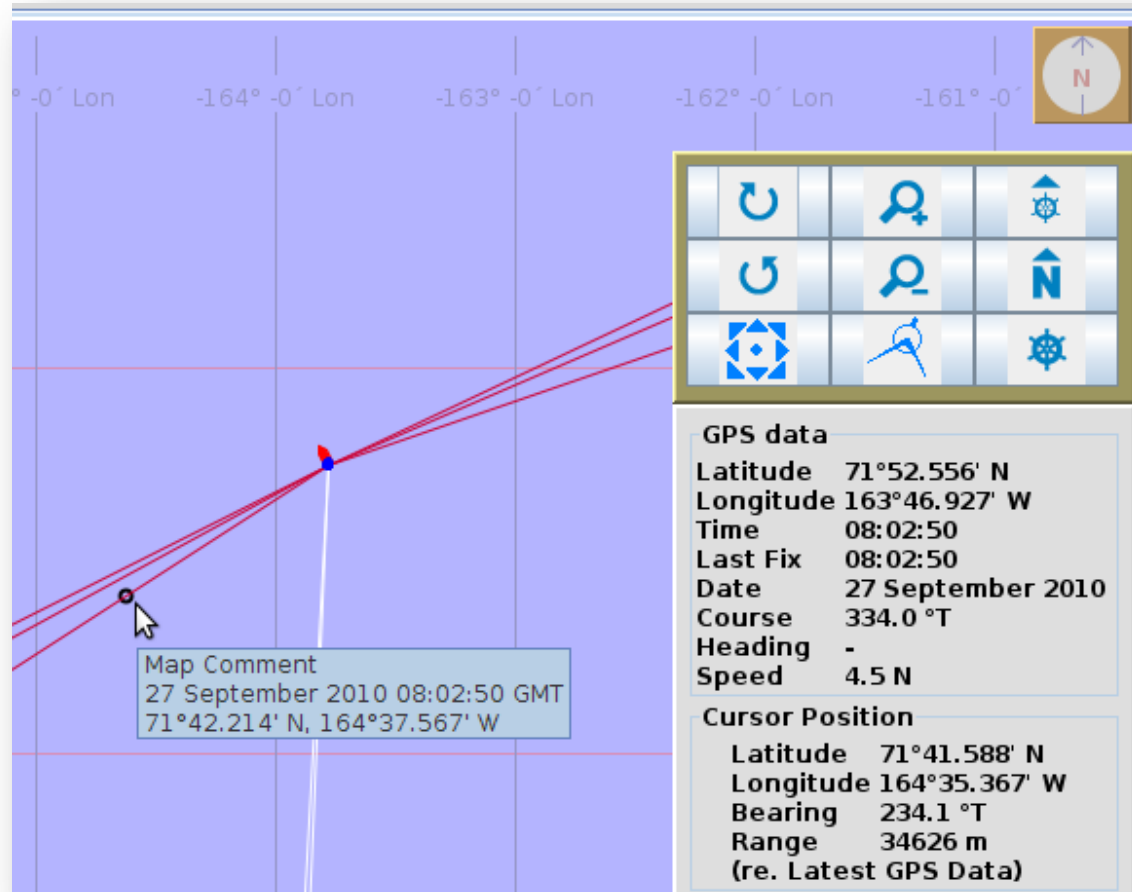 ° -0´ Lon -164° -0´ Lon -163° -0´ Lon -162° -0´ Lon -161° -0´
N
N
GPS data
Latitude 71°52.556' N
Longitude 163°46.927' W
Time 08:02:50
Last Fix 08:02:50
Date 27 September 2010
Course 334.0 °T
Heading -
Speed 4.5 N
Map Comment
27 September 2010 08:02:50 GMT
71°42.214' N, 164°37.567' W
Cursor Position
Latitude 71°41.588' N
Longitude 164°35.367' W
Bearing 234.1 °T
Range 34626 m
(re. Latest GPS Data)